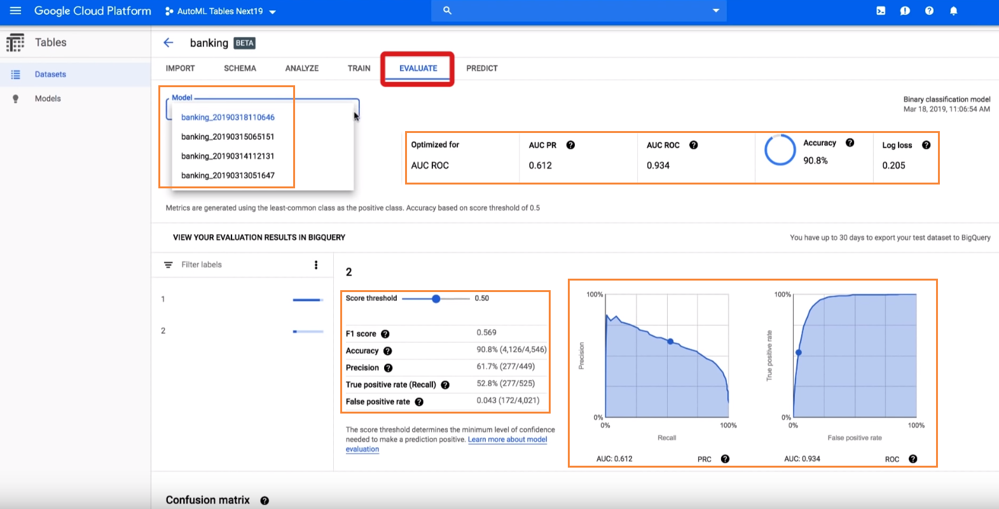 Google Cloud Platform
AutoML Tables Next19
Tables
banking BETA
IMPORT SCHEMA ANALYZE TRAIN EVALUATE PREDICT
Datasets
Models
Model
banking_20190318110646
banking_20190315065151
banking_20190314112131
banking_20190313051647
Binary classification model
Mar 18, 2019, 11:06:54 AM
Optimized for
AUC ROC
AUC PR
0.612
AUC ROC
0.934
Accuracy
90.8%
Log loss
0.205
Metrics are generated using the least-common class as the positive class. Accuracy based on score threshold of 0.5
VIEW YOUR EVALUATION RESULTS IN BIGQUERY
You have up to 30 days to export your test dataset to BigQuery
Filter labels
1
2
2
Score threshold 0.50
F1 score 0.569
Accuracy 90.8% (4,126/4,546)
Precision 61.7% (277/449)
True positive rate (Recall) 52.8% (277/525)
False positive rate 0.043 (172/4,021)
The score threshold determines the minimum level of confidence
needed to make a prediction positive. Learn more about model
evaluation
100%
Precision
0%
0% 100%
Recall
AUC: 0.612 PRC
100%
True positive rate
0%
0% 100%
False positive rate
AUC: 0.934 ROC
Confusion matrix